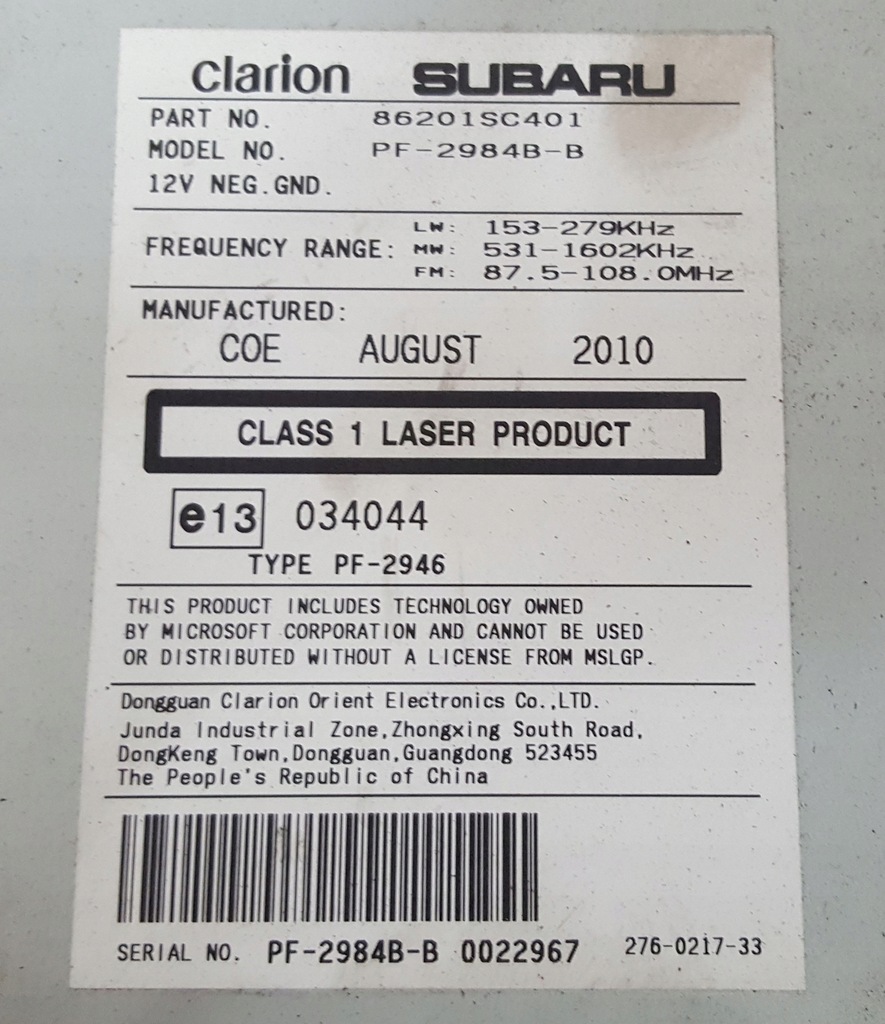 clarion SUBARU
PART NO. 86201SC401
MODEL NO. PF-2984B-B
12V NEG.GND.
FREQUENCY RANGE: LW: 153-279KHz
MW: 531-1602KHz
FM: 87.5-108.0MHz
MANUFACTURED:
COE AUGUST 2010
CLASS 1 LASER PRODUCT
e13 034044
TYPE PF-2946
THIS PRODUCT INCLUDES TECHNOLOGY OWNED
BY MICROSOFT CORPORATION AND CANNOT BE USED
OR DISTRIBUTED WITHOUT A LICENSE FROM MSLGP.
Dongguan Clarion Orient Electronics Co.,LTD.
Junda Industrial Zone,Zhongxing South Road,
DongKeng Town,Dongguan,Guangdong 523455
The People's Republic of China
SERIAL NO. PF-2984B-B 0022967 276-0217-33